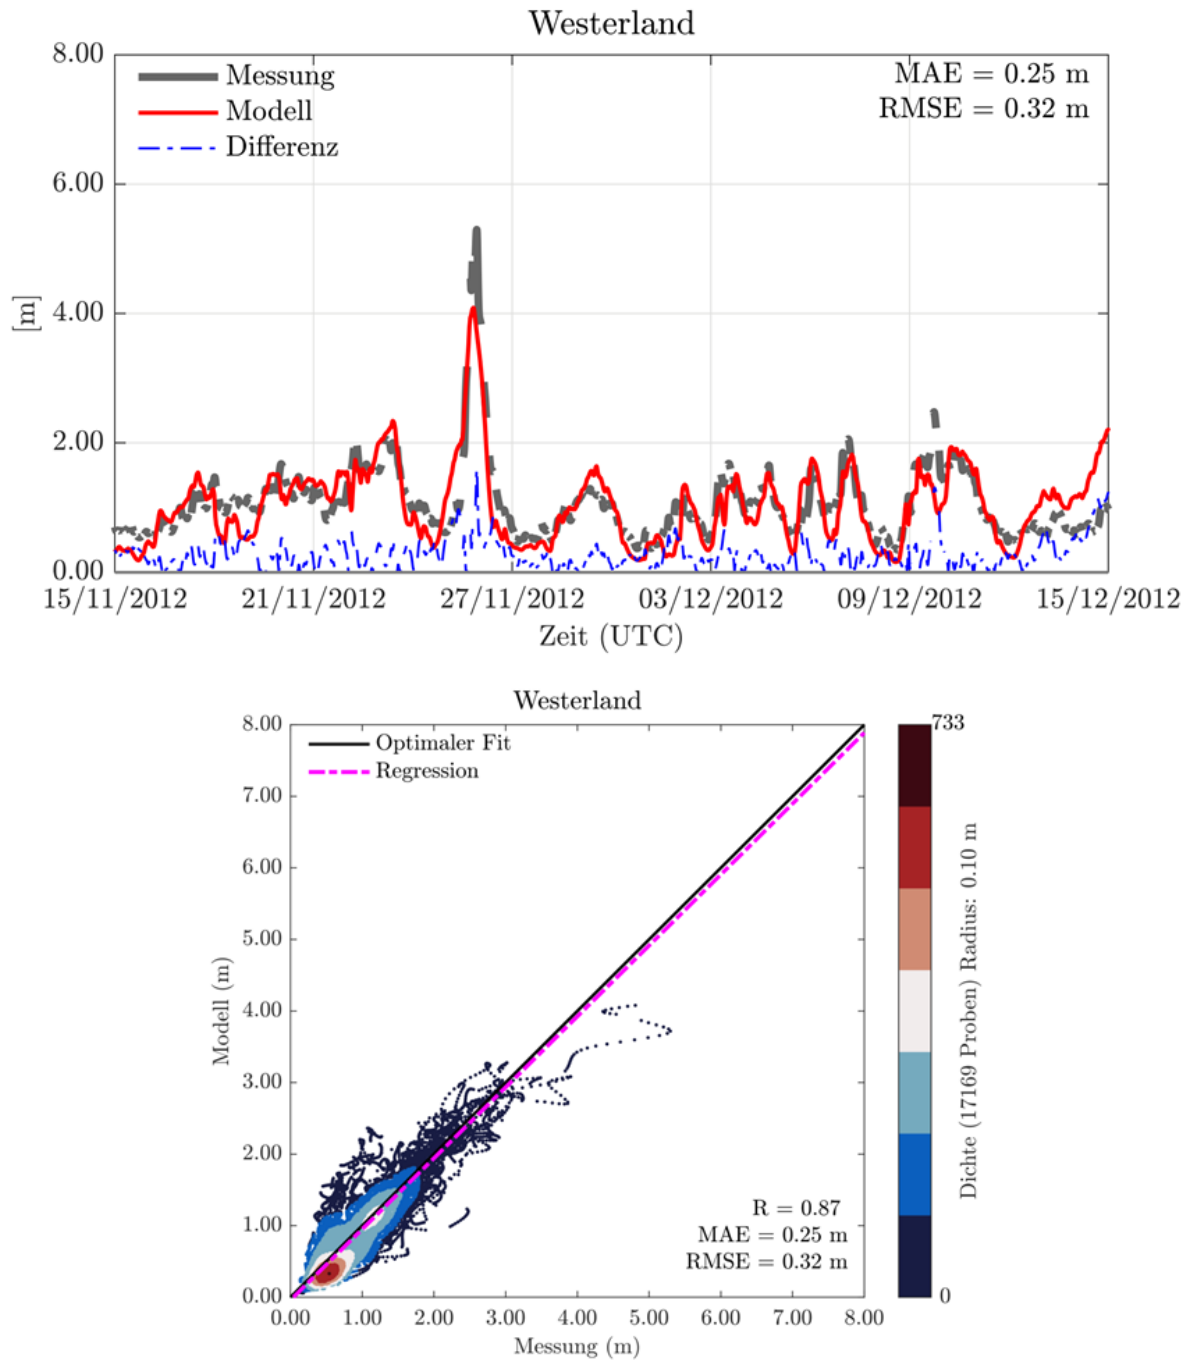 Westerland
8.00
Messung
Modell
Differenz
MAE = 0.25 m
RMSE = 0.32 m
6.00
4.00
2.00
0.00
[m]
15/11/2012 21/11/2012 27/11/2012 03/12/2012 09/12/2012 15/12/2012
Zeit (UTC)
Westerland
8.00
Optimaler Fit
Regression
7.00
6.00
5.00
4.00
3.00
2.00
1.00
0.00
Modell (m)
R = 0.87
MAE = 0.25 m
RMSE = 0.32 m
0.00 1.00 2.00 3.00 4.00 5.00 6.00 7.00 8.00
Messung (m)
733
0
Dichte (17169 Proben) Radius: 0.10 m